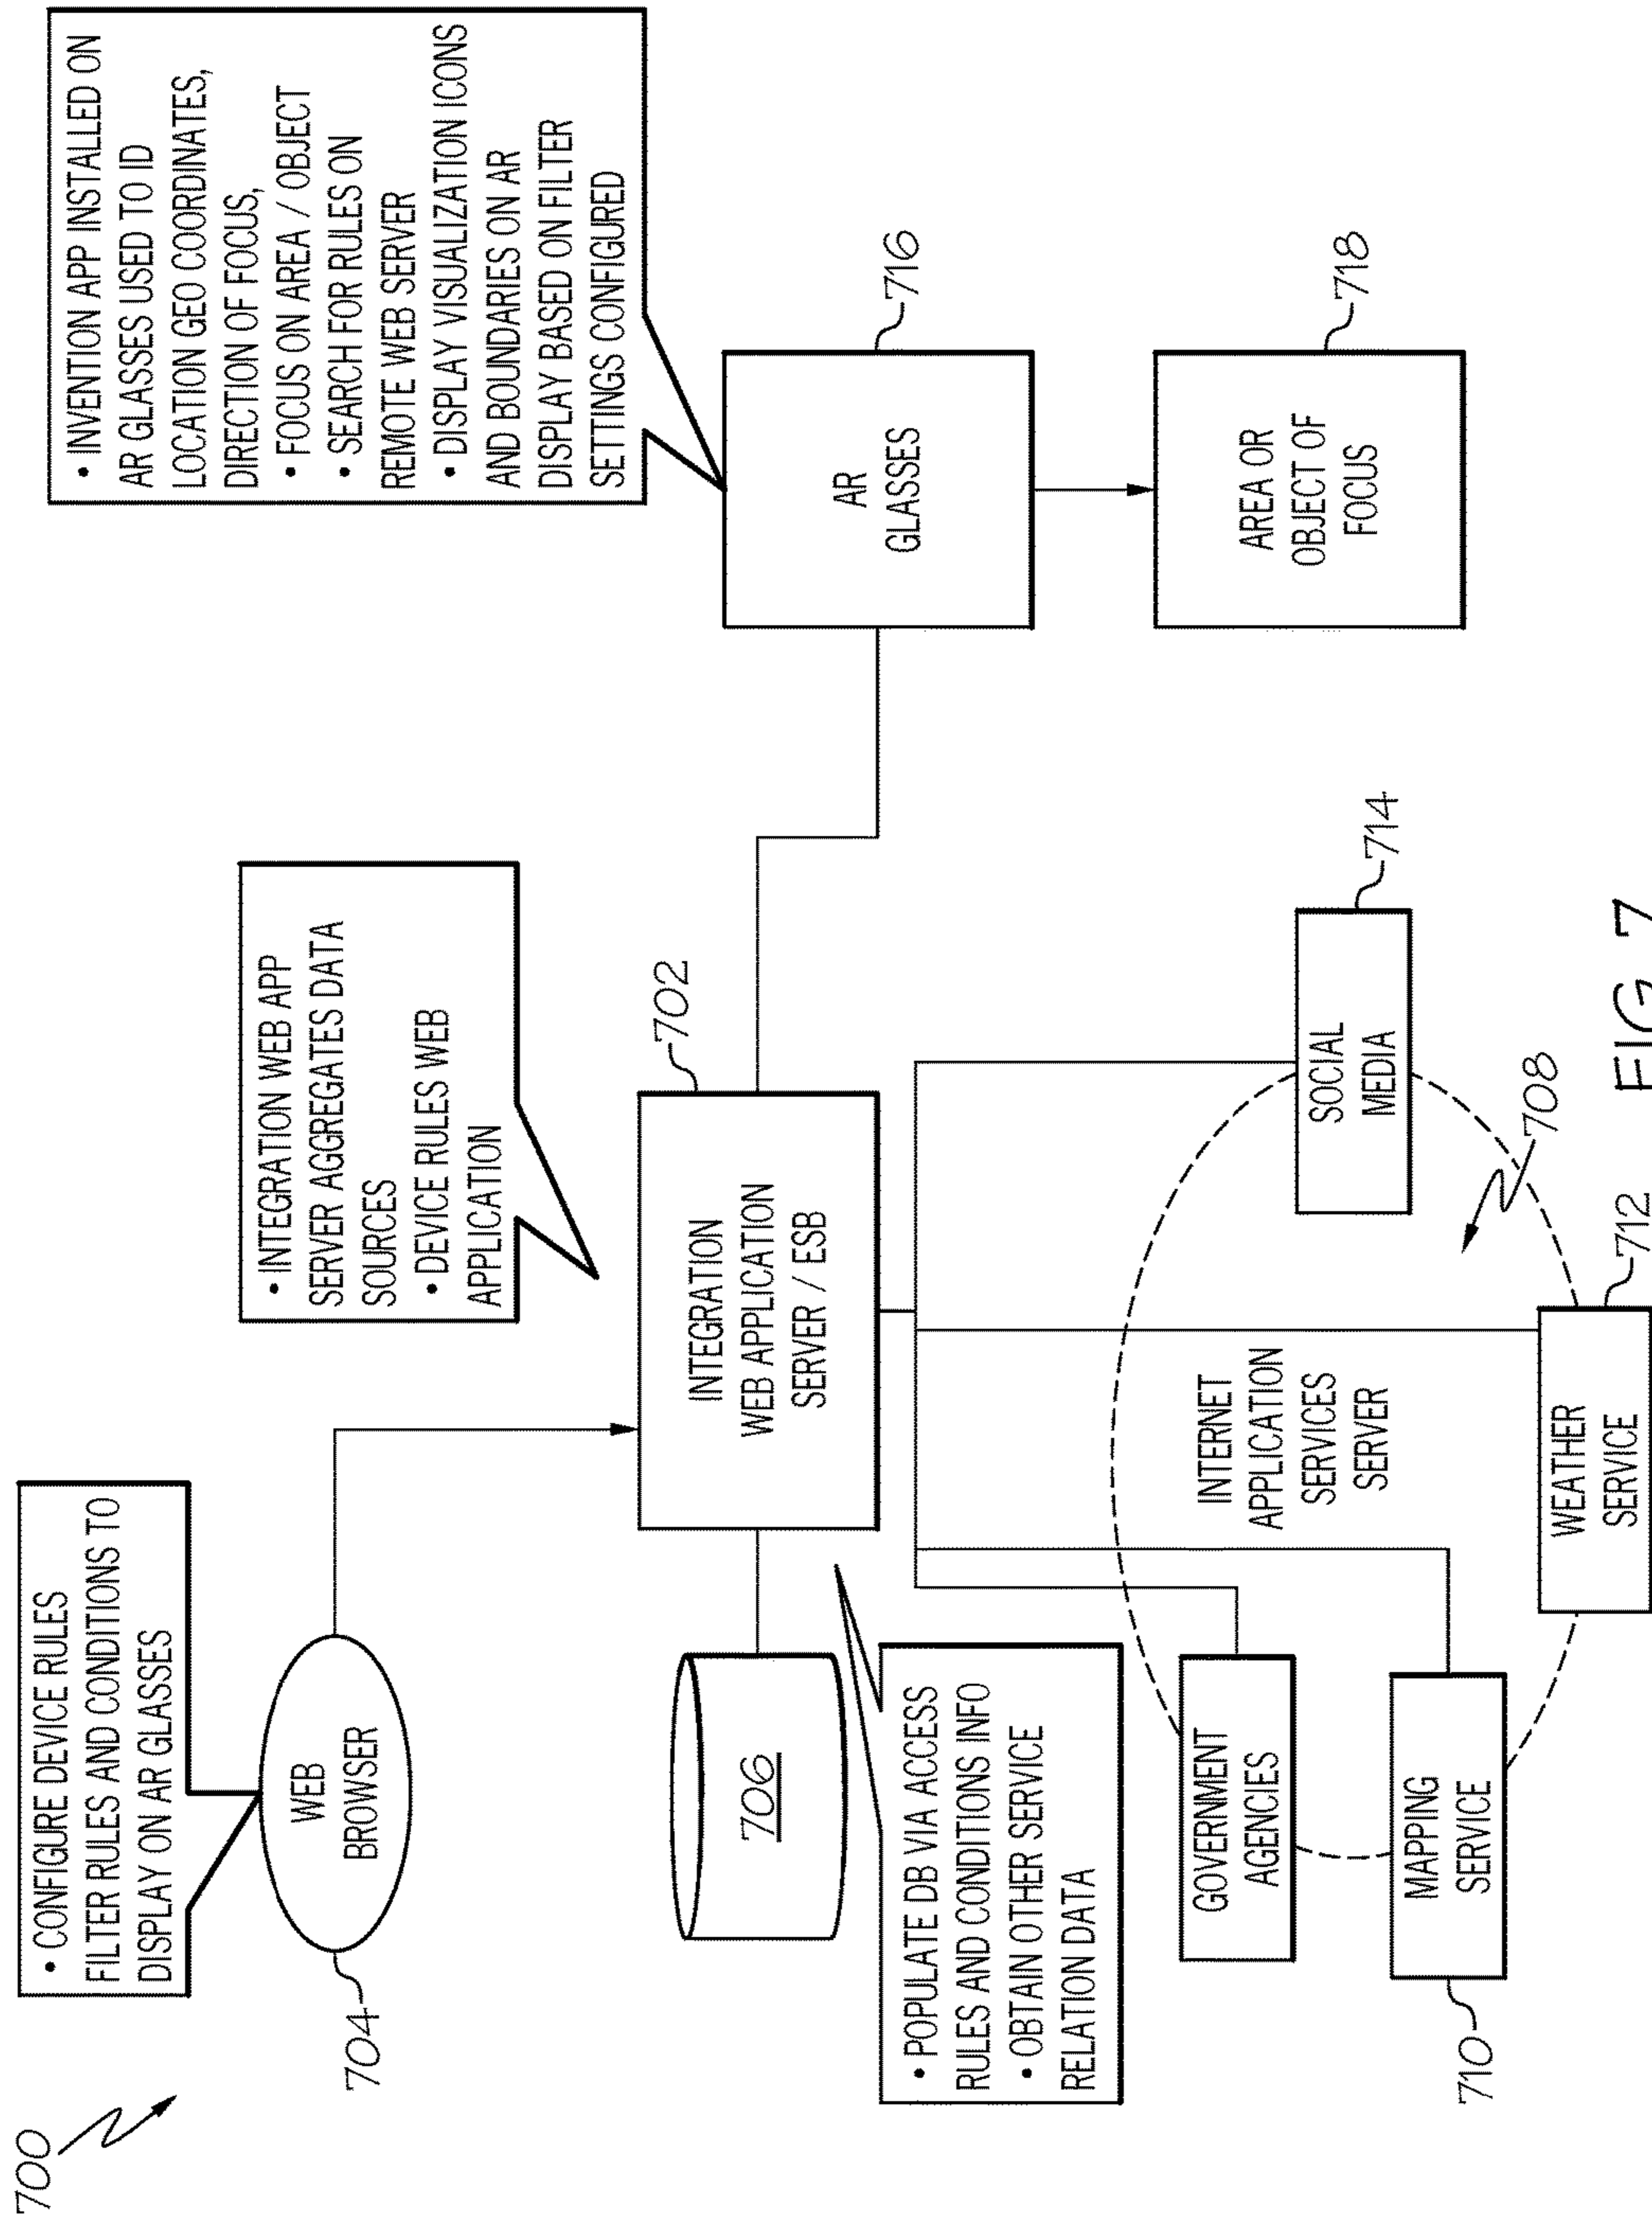 700
• CONFIGURE DEVICE RULES
FILTER RULES AND CONDITIONS TO
DISPLAY ON AR GLASSES
WEB
BROWSER
704
• INTEGRATION WEB APP
SERVER AGGREGATES DATA
SOURCES
• DEVICE RULES WEB
APPLICATION
• INVENTION APP INSTALLED ON
AR GLASSES USED TO ID
LOCATION GEO COORDINATES,
DIRECTION OF FOCUS,
• FOCUS ON AREA / OBJECT
• SEARCH FOR RULES ON
REMOTE WEB SERVER
• DISPLAY VISUALIZATION ICONS
AND BOUNDARIES ON AR
DISPLAY BASED ON FILTER
SETTINGS CONFIGURED
706
INTEGRATION
WEB APPLICATION
SERVER / ESB
702
AR
GLASSES
716
• POPULATE DB VIA ACCESS
RULES AND CONDITIONS INFO
• OBTAIN OTHER SERVICE
RELATION DATA
AREA OR
OBJECT OF
FOCUS
718
GOVERNMENT
AGENCIES
INTERNET
APPLICATION
SERVICES
SERVER
SOCIAL
MEDIA
714
MAPPING
SERVICE
710
708
WEATHER
SERVICE
712
FIG. 7